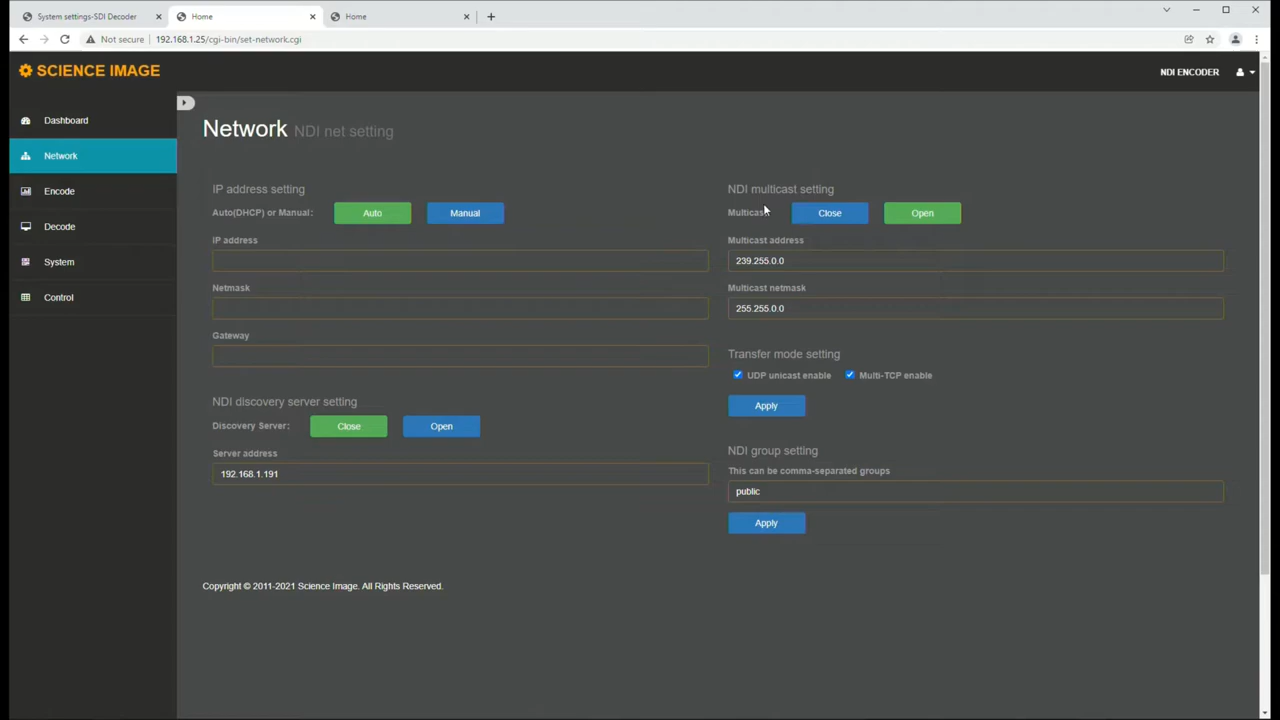 System settings-SDI Decoder
Home
Home
Not secure
192.168.1.25/cgi-bin/set-network.cgi
SCIENCE IMAGE
NDI ENCODER
Dashboard
Network
Encode
Decode
System
Control
Network NDI net setting
IP address setting
Auto(DHCP) or Manual:
Auto
Manual
IP address
Netmask
Gateway
NDI discovery server setting
Discovery Server:
Close
Open
Server address
192.168.1.191
NDI multicast setting
Multicast:
Close
Open
Multicast address
239.255.0.0
Multicast netmask
255.255.0.0
Transfer mode setting
UDP unicast enable
Multi-TCP enable
Apply
NDI group setting
This can be comma-separated groups
public
Apply
Copyright © 2011-2021 Science Image. All Rights Reserved.